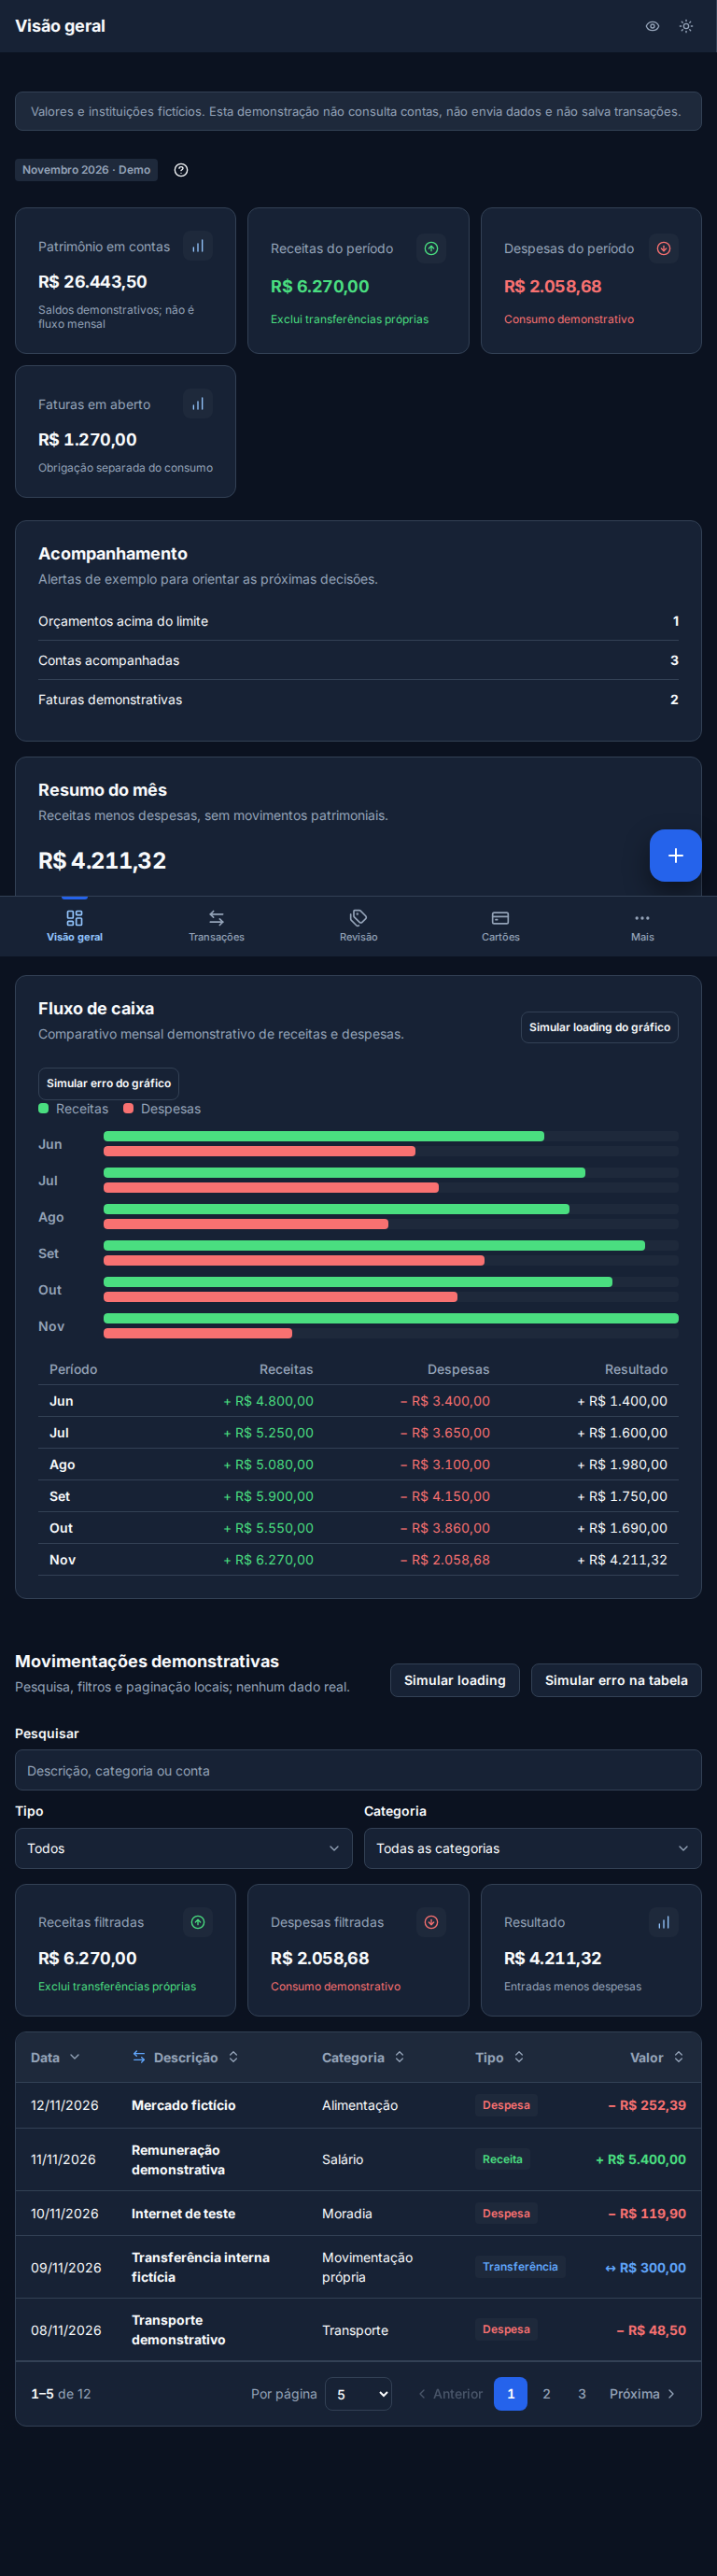 Visão geral
Valores e instituições fictícios. Esta demonstração não consulta contas, não envia dados e não salva transações.
Novembro 2026 · Demo
Patrimônio em contas
R$ 26.443,50
Saldos demonstrativos; não é
fluxo mensal
Receitas do período
R$ 6.270,00
Exclui transferências próprias
Despesas do período
R$ 2.058,68
Consumo demonstrativo
Faturas em aberto
R$ 1.270,00
Obrigação separada do consumo
Acompanhamento
Alertas de exemplo para orientar as próximas decisões.
Orçamentos acima do limite 1
Contas acompanhadas 3
Faturas demonstrativas 2
Resumo do mês
Receitas menos despesas, sem movimentos patrimoniais.
R$ 4.211,32
+
Visão geral Transações Revisão Cartões Mais
Fluxo de caixa
Comparativo mensal demonstrativo de receitas e despesas.
Simular loading do gráfico
Simular erro do gráfico
Receitas Despesas
Jun
Jul
Ago
Set
Out
Nov
Período Receitas Despesas Resultado
Jun + R$ 4.800,00 − R$ 3.400,00 + R$ 1.400,00
Jul + R$ 5.250,00 − R$ 3.650,00 + R$ 1.600,00
Ago + R$ 5.080,00 − R$ 3.100,00 + R$ 1.980,00
Set + R$ 5.900,00 − R$ 4.150,00 + R$ 1.750,00
Out + R$ 5.550,00 − R$ 3.860,00 + R$ 1.690,00
Nov + R$ 6.270,00 − R$ 2.058,68 + R$ 4.211,32
Movimentações demonstrativas
Pesquisa, filtros e paginação locais; nenhum dado real.
Simular loading Simular erro na tabela
Pesquisar
Descrição, categoria ou conta
Tipo Categoria
Todos Todas as categorias
Receitas filtradas
R$ 6.270,00
Exclui transferências próprias
Despesas filtradas
R$ 2.058,68
Consumo demonstrativo
Resultado
R$ 4.211,32
Entradas menos despesas
Data Descrição Categoria Tipo Valor
12/11/2026 Mercado fictício Alimentação Despesa − R$ 252,39
11/11/2026 Remuneração
demonstrativa Salário Receita + R$ 5.400,00
10/11/2026 Internet de teste Moradia Despesa − R$ 119,90
09/11/2026 Transferência interna
fictícia Movimentação
própria Transferência ↔ R$ 300,00
08/11/2026 Transporte
demonstrativo Transporte Despesa − R$ 48,50
1–5 de 12 Por página 5 Anterior 1 2 3 Próxima